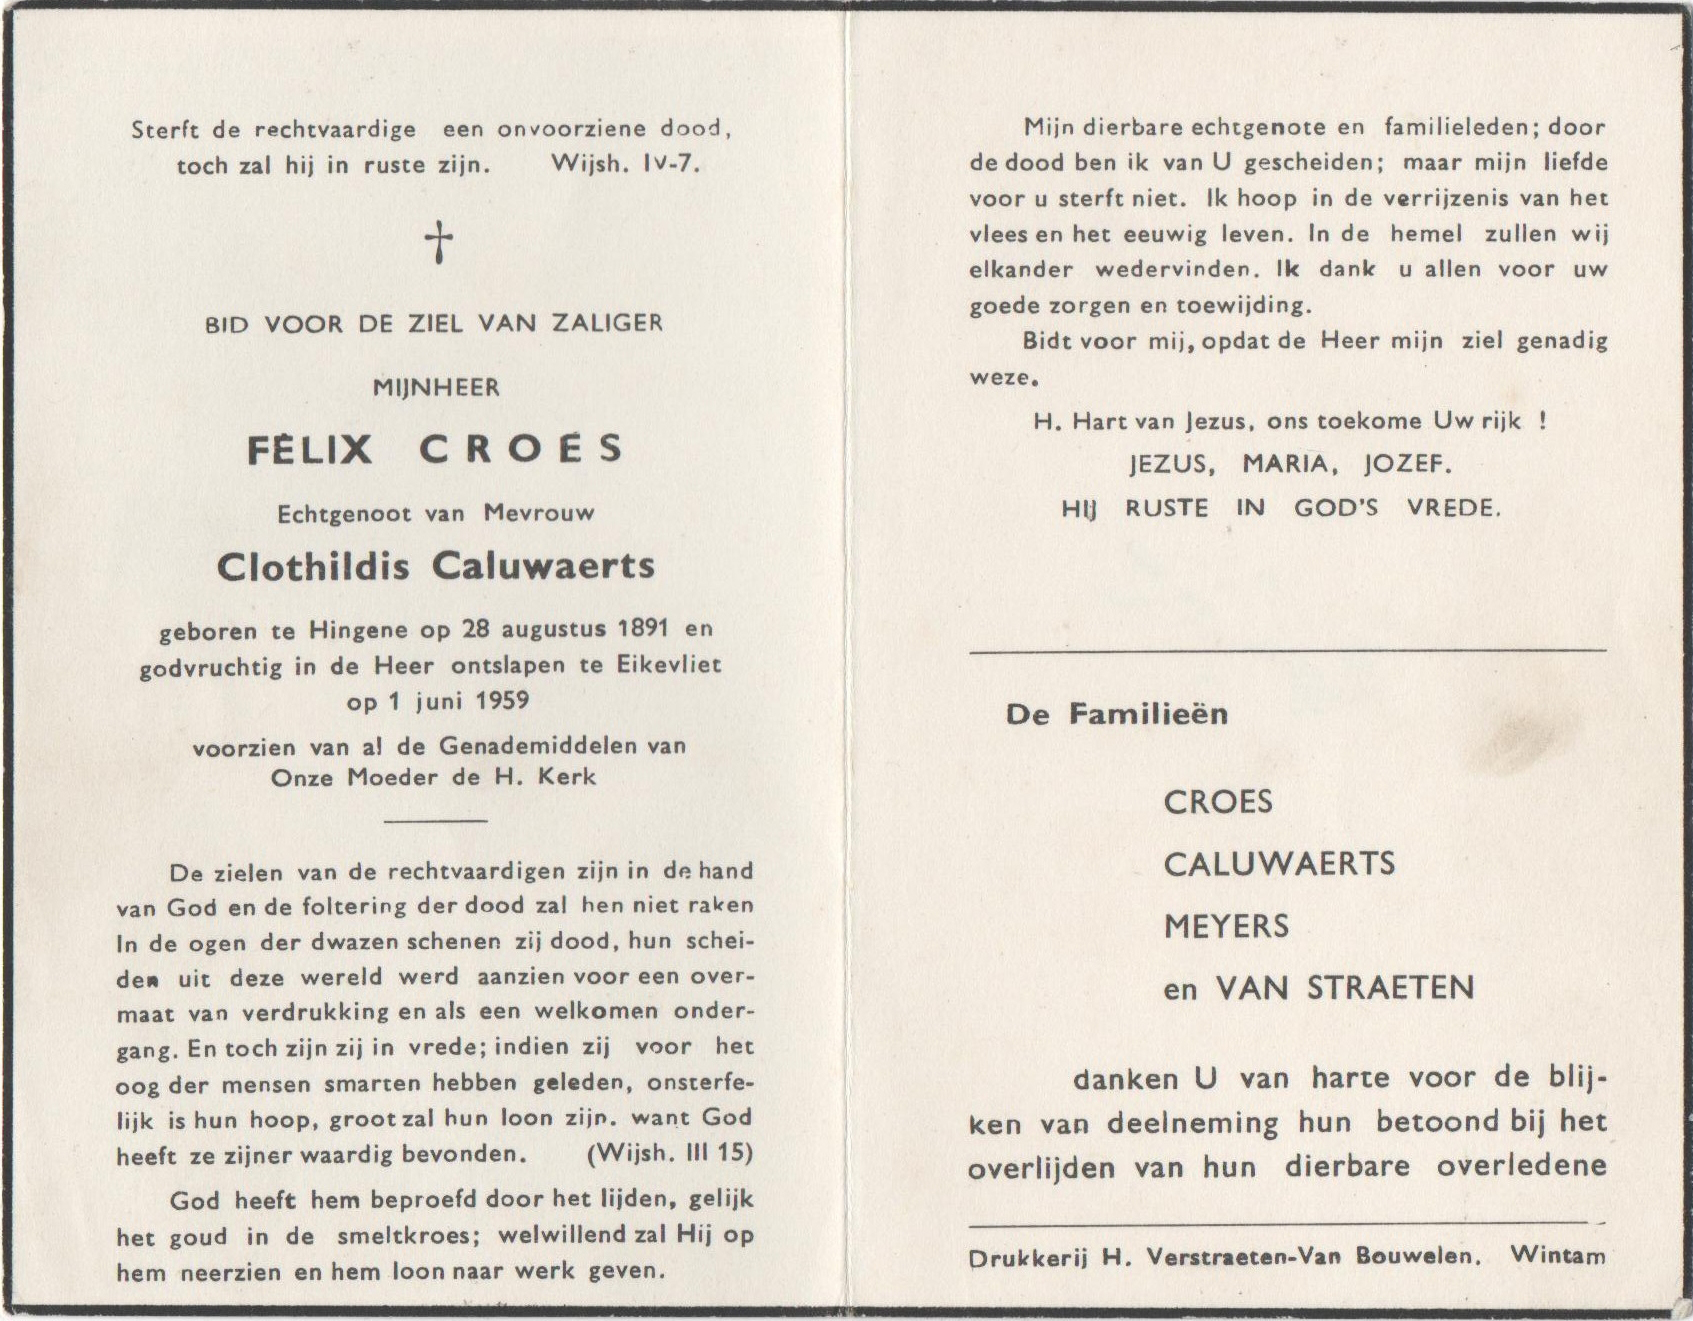 Sterft de rechtvaardige een onvoorziene dood,
toch zal hij in ruste zijn. Wijsh. IV-7.
BID VOOR DE ZIEL VAN ZALIGER
MIJNHEER
FÉLIX CROÉS
Echtgenoot van Mevrouw
Clothildis Caluwaerts
geboren te Hingene op 28 augustus 1891 en
godvruchtig in de Heer ontslapen te Eikevliet
op 1 juni 1959
voorzien van al de Genademiddelen van
Onze Moeder de H. Kerk
De zielen van de rechtvaardigen zijn in de hand
van God en de foltering der dood zal hen niet raken
In de ogen der dwazen schenen zij dood, hun schei-
den uit deze wereld werd aanzien voor een over-
maat van verdrukking en als een welkomen onder-
gang. En toch zijn zij in vrede; indien zij voor het
oog der mensen smarten hebben geleden, onsterfe-
lijk is hun hoop, groot zal hun loon zijn. want God
heeft ze zijner waardig bevonden. (Wijsh. III 15)
God heeft hem beproefd door het lijden, gelijk
het goud in de smeltkroes; welwillend zal Hij op
hem neerzien en hem loon naar werk geven.
Mijn dierbare echtgenote en familieleden; door
de dood ben ik van U gescheiden; maar mijn liefde
voor u sterft niet. Ik hoop in de verrijzenis van het
vlees en het eeuwig leven. In de hemel zullen wij
elkander wedervinden. Ik dank u allen voor uw
goede zorgen en toewijding.
Bidt voor mij, opdat de Heer mijn ziel genadig
weze.
H. Hart van Jezus, ons toekome Uw rijk !
JEZUS, MARIA, JOZEF.
HIJ RUSTE IN GOD'S VREDE.
De Familieën
CROES
CALUWAERTS
MEYERS
en VAN STRAETEN
danken U van harte voor de blij-
ken van deelneming hun betoond bij het
overlijden van hun dierbare overledene
Drukkerij H. Verstraeten-Van Bouwelen. Wintam